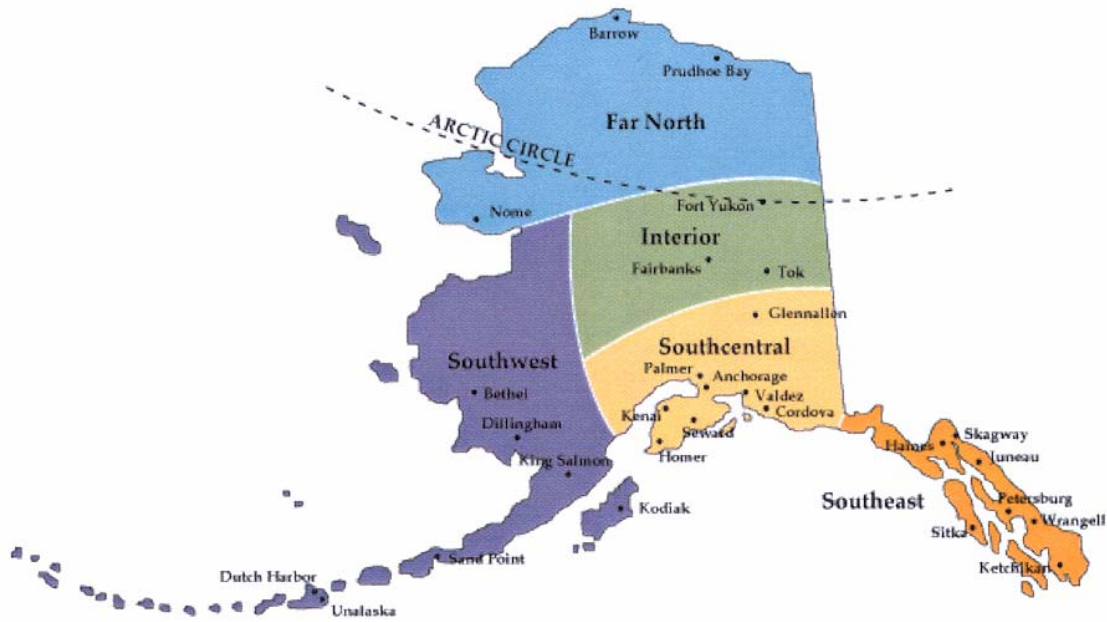 Barrow
Prudhoe Bay
Far North
ARCTIC CIRCLE
Nome
Fort Yukon
Interior
Fairbanks
Tok
Glennallen
Southcentral
Southwest
Palmer
Anchorage
Bethel
Valdez
Kenai
Cordova
Dillingham
Seward
Skagway
Haines
Homer
Juneau
King Salmon
Southeast
Petersburg
Kodiak
Wrangell
Sitka
Sand Point
Ketchikan
Dutch Harbor
Unalaska